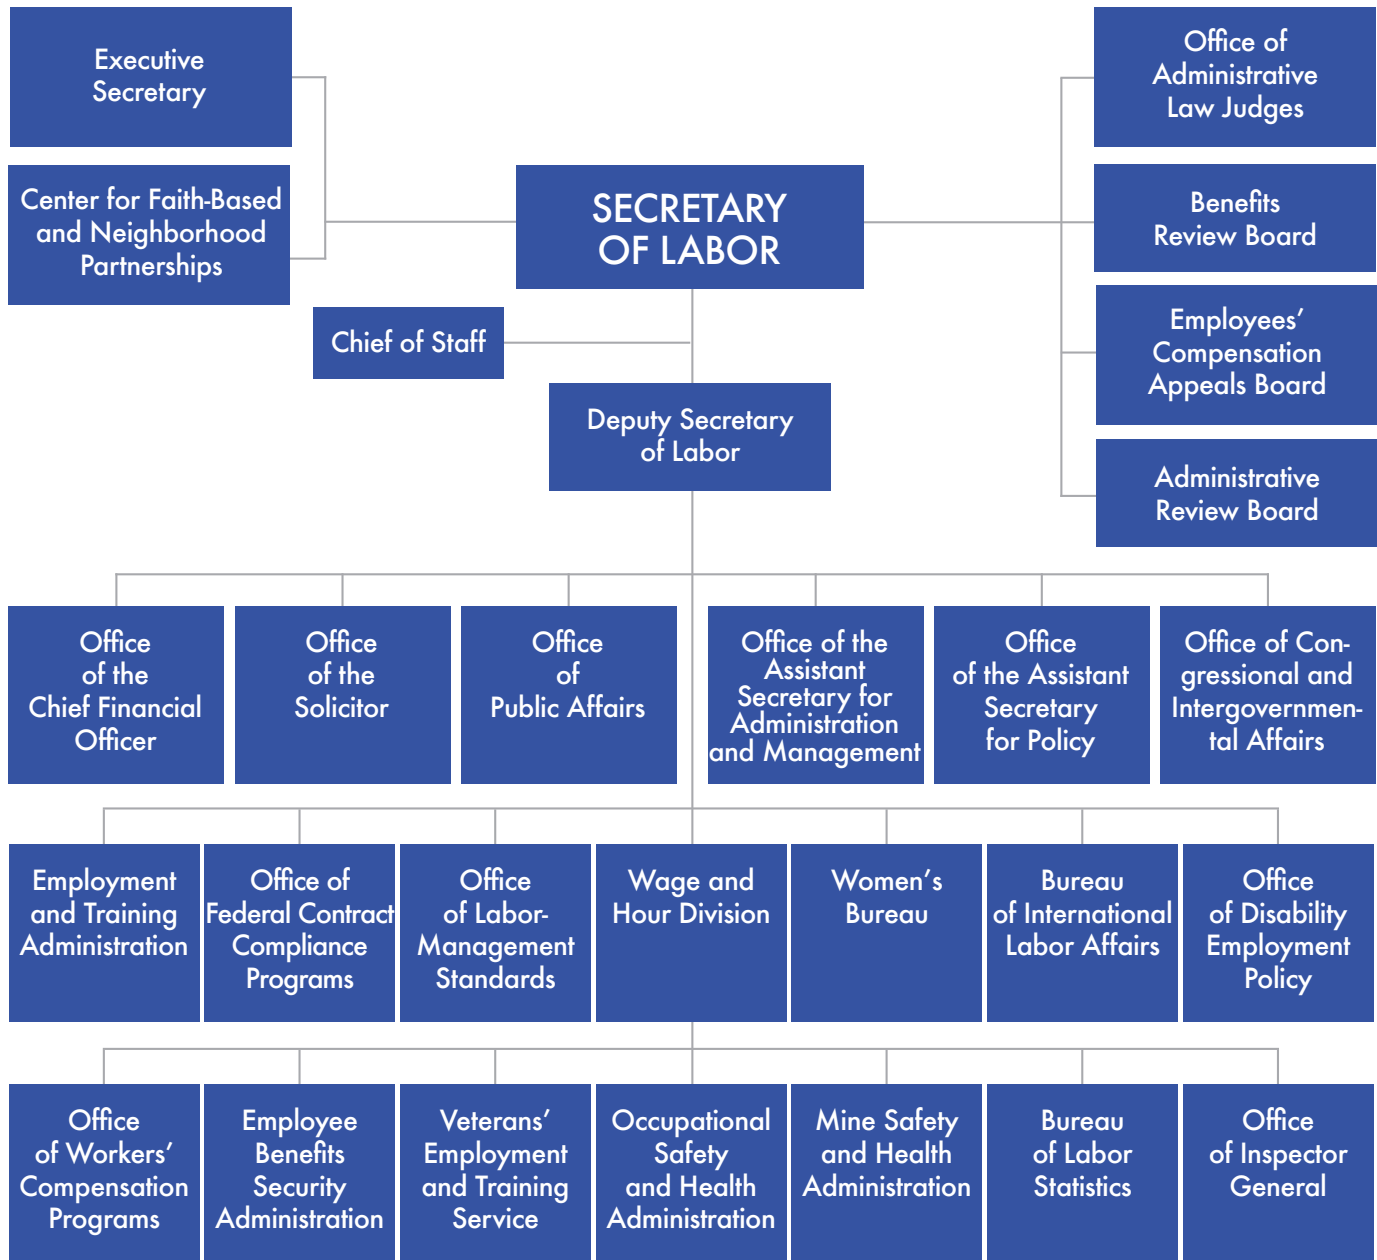 Executive
Secretary
Office of
Administrative
Law Judges
Center for Faith-Based
and Neighborhood
Partnerships
SECRETARY
OF LABOR
Benefits
Review Board
Chief of Staff
Employees’
Compensation
Appeals Board
Deputy Secretary
of Labor
Administrative
Review Board
Office
of the
Chief Financial
Officer
Office
of the
Solicitor
Office
of
Public Affairs
Office of the
Assistant
Secretary for
Administration
and Management
Office
of the Assistant
Secretary
for Policy
Office of Con-
gressional and
Intergovernmen-
tal Affairs
Employment
and Training
Administration
Office of
Federal Contract
Compliance
Programs
Office
of Labor-
Management
Standards
Wage and
Hour Division
Women’s
Bureau
Bureau
of International
Labor Affairs
Office
of Disability
Employment
Policy
Office
of Workers’
Compensation
Programs
Employee
Benefits
Security
Administration
Veterans’
Employment
and Training
Service
Occupational
Safety
and Health
Administration
Mine Safety
and Health
Administration
Bureau
of Labor
Statistics
Office
of Inspector
General